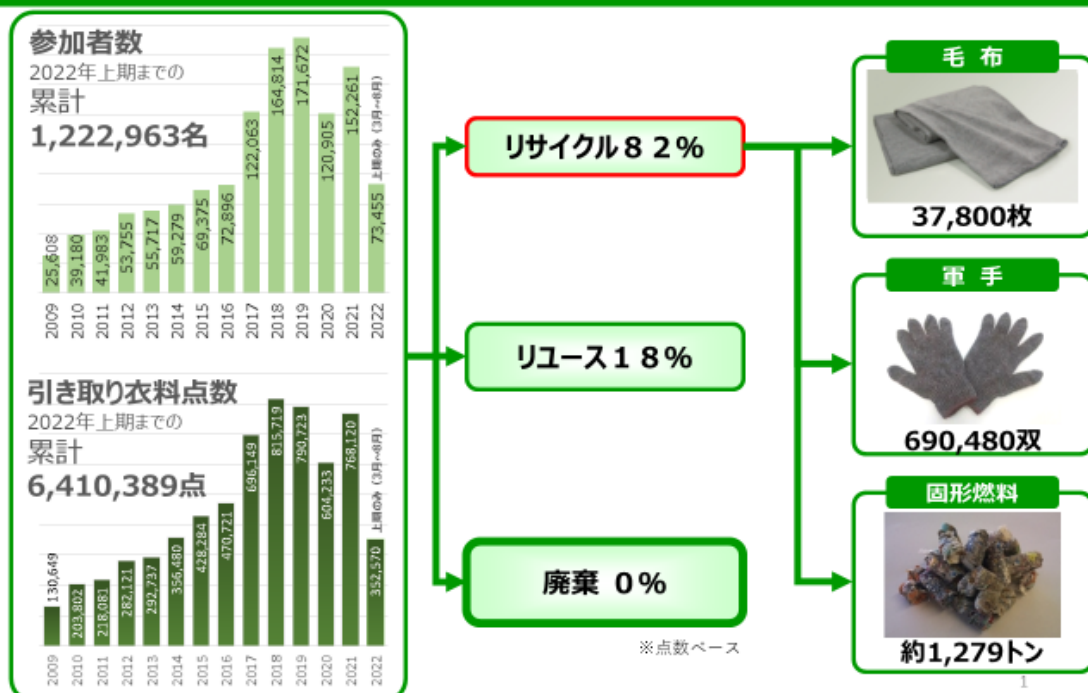 参加者数
2022年上期までの
累計
1,222,963名
25,608
39,180
41,983
53,755
55,717
59,279
69,375
72,896
122,063
164,814
171,672
120,905
152,261
73,455
上期のみ（3月~8月）
2009
2010
2011
2012
2013
2014
2015
2016
2017
2018
2019
2020
2021
2022
引き取り衣料点数
2022年上期までの
累計
6,410,389点
130,649
203,802
218,081
282,121
292,737
356,480
428,284
470,721
696,149
815,719
790,723
604,233
768,120
352,570
上期のみ（3月~8月）
2009
2010
2011
2012
2013
2014
2015
2016
2017
2018
2019
2020
2021
2022
リサイクル８２%
リユース１８%
廃棄 ０%
※点数ベース
毛 布
37,800枚
軍 手
690,480双
固形燃料
約1,279トン
1